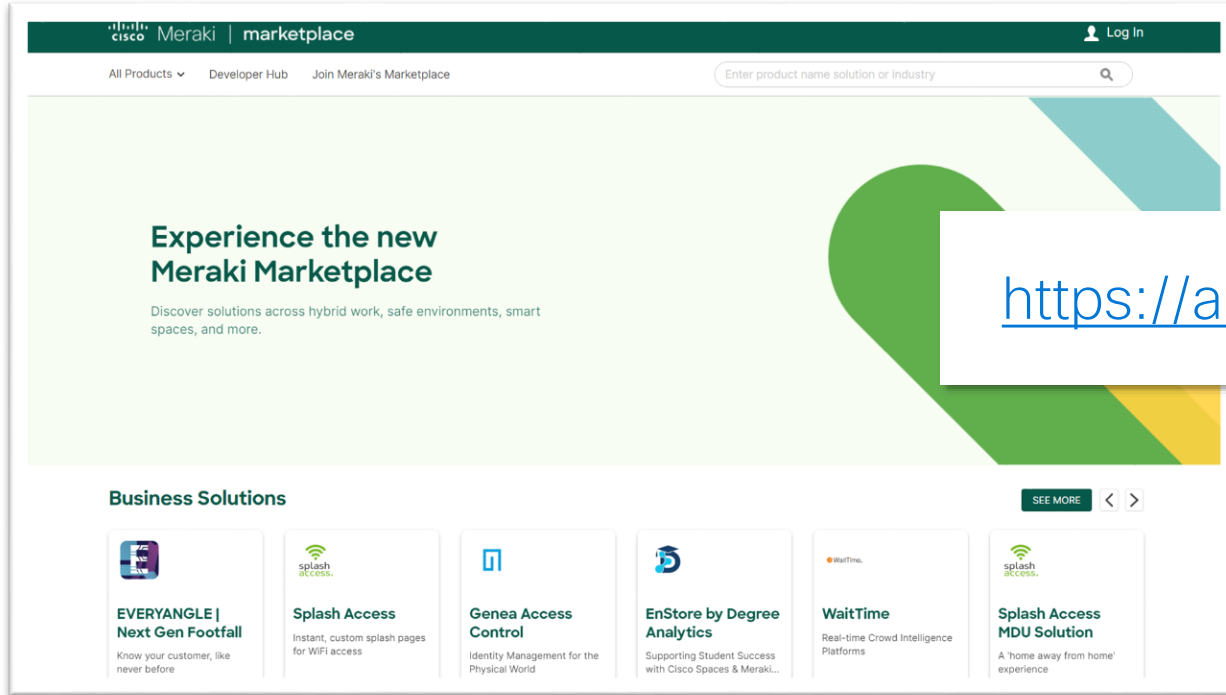 cisco Meraki | marketplace
Log In
All Products
Developer Hub
Join Meraki's Marketplace
Enter product name solution or industry
Experience the new
Meraki Marketplace
Discover solutions across hybrid work, safe environments, smart
spaces, and more.
https://a
Business Solutions
SEE MORE
EVERYANGLE |
Next Gen Footfall
Know your customer, like
never before
splash
access.
Splash Access
Instant, custom splash pages
for WiFi access
Genea Access
Control
Identity Management for the
Physical World
EnStore by Degree
Analytics
Supporting Student Success
with Cisco Spaces & Meraki...
WaitTime.
WaitTime
Real-time Crowd Intelligence
Platforms
splash
access.
Splash Access
MDU Solution
A 'home away from home'
experience